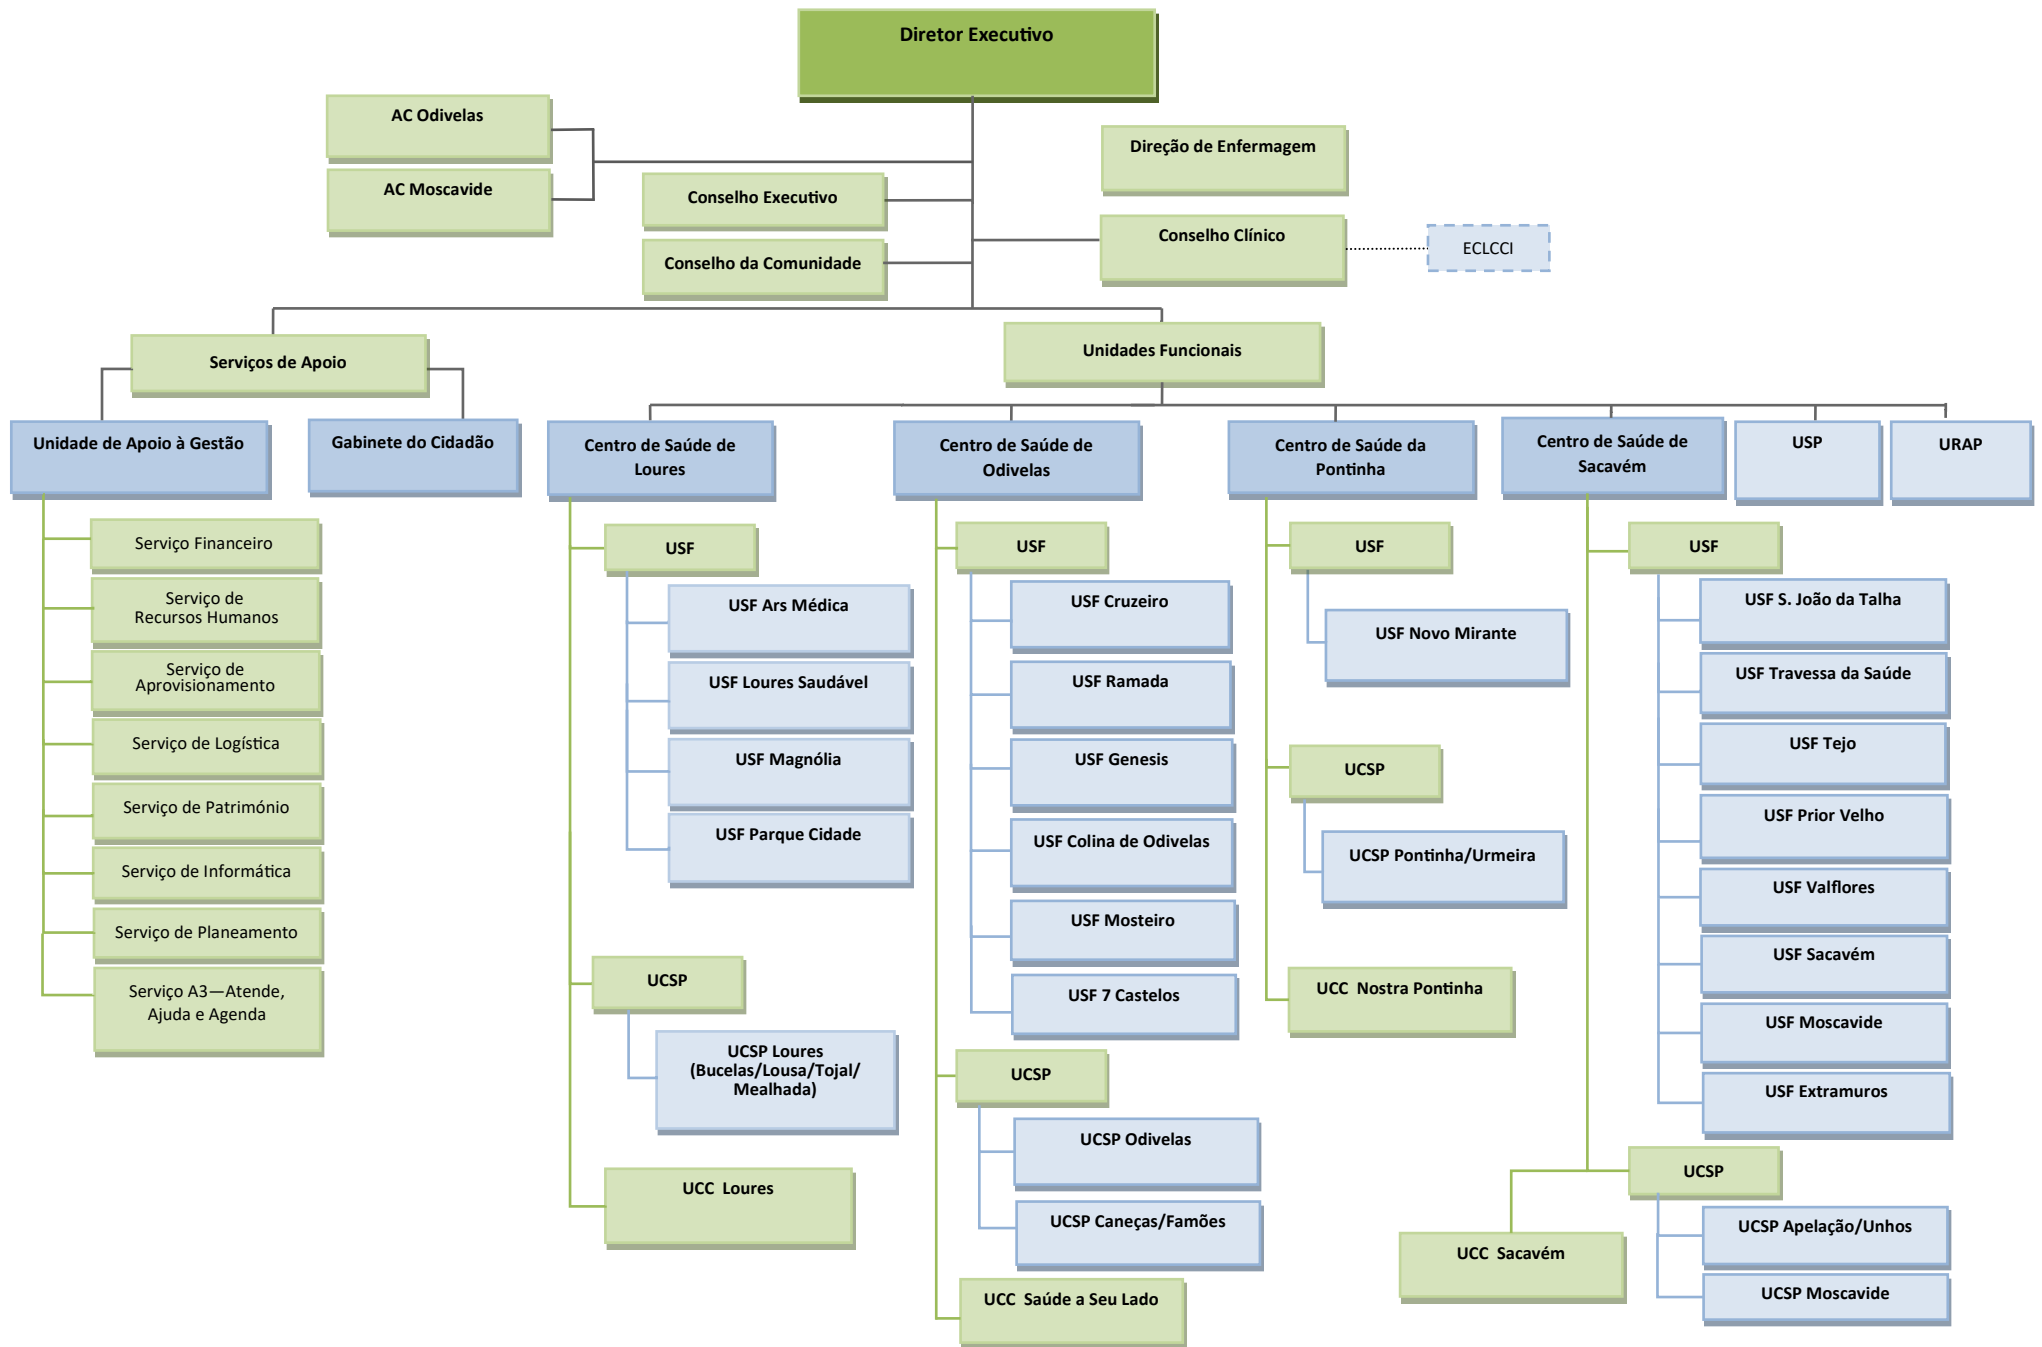 Diretor Executivo
AC Odivelas
AC Moscavide
Direção de Enfermagem
Conselho Executivo
Conselho Clínico
ECLCCI
Conselho da Comunidade
Serviços de Apoio
Unidades Funcionais
Unidade de Apoio à Gestão
Gabinete do Cidadão
Centro de Saúde de
Loures
Centro de Saúde de
Odivelas
Centro de Saúde da
Pontinha
Centro de Saúde de
Sacavém
USP
URAP
Serviço Financeiro
Serviço de
Recursos Humanos
Serviço de
Aprovisionamento
Serviço de Logística
Serviço de Património
Serviço de Informática
Serviço de Planeamento
Serviço A3—Atende,
Ajuda e Agenda
USF
USF Ars Médica
USF Loures Saudável
USF Magnólia
USF Parque Cidade
UCSP
UCSP Loures
(Bucelas/Lousa/Tojal/
Mealhada)
UCC Loures
USF
USF Cruzeiro
USF Ramada
USF Genesis
USF Colina de Odivelas
USF Mosteiro
USF 7 Castelos
UCSP
UCSP Odivelas
UCSP Caneças/Famões
UCC Saúde a Seu Lado
USF
USF Novo Mirante
UCSP
UCSP Pontinha/Urmeira
UCC Nostra Pontinha
USF
USF S. João da Talha
USF Travessa da Saúde
USF Tejo
USF Prior Velho
USF Valflores
USF Sacavém
USF Moscavide
USF Extramuros
UCSP
UCSP Apelação/Unhos
UCSP Moscavide
UCC Sacavém